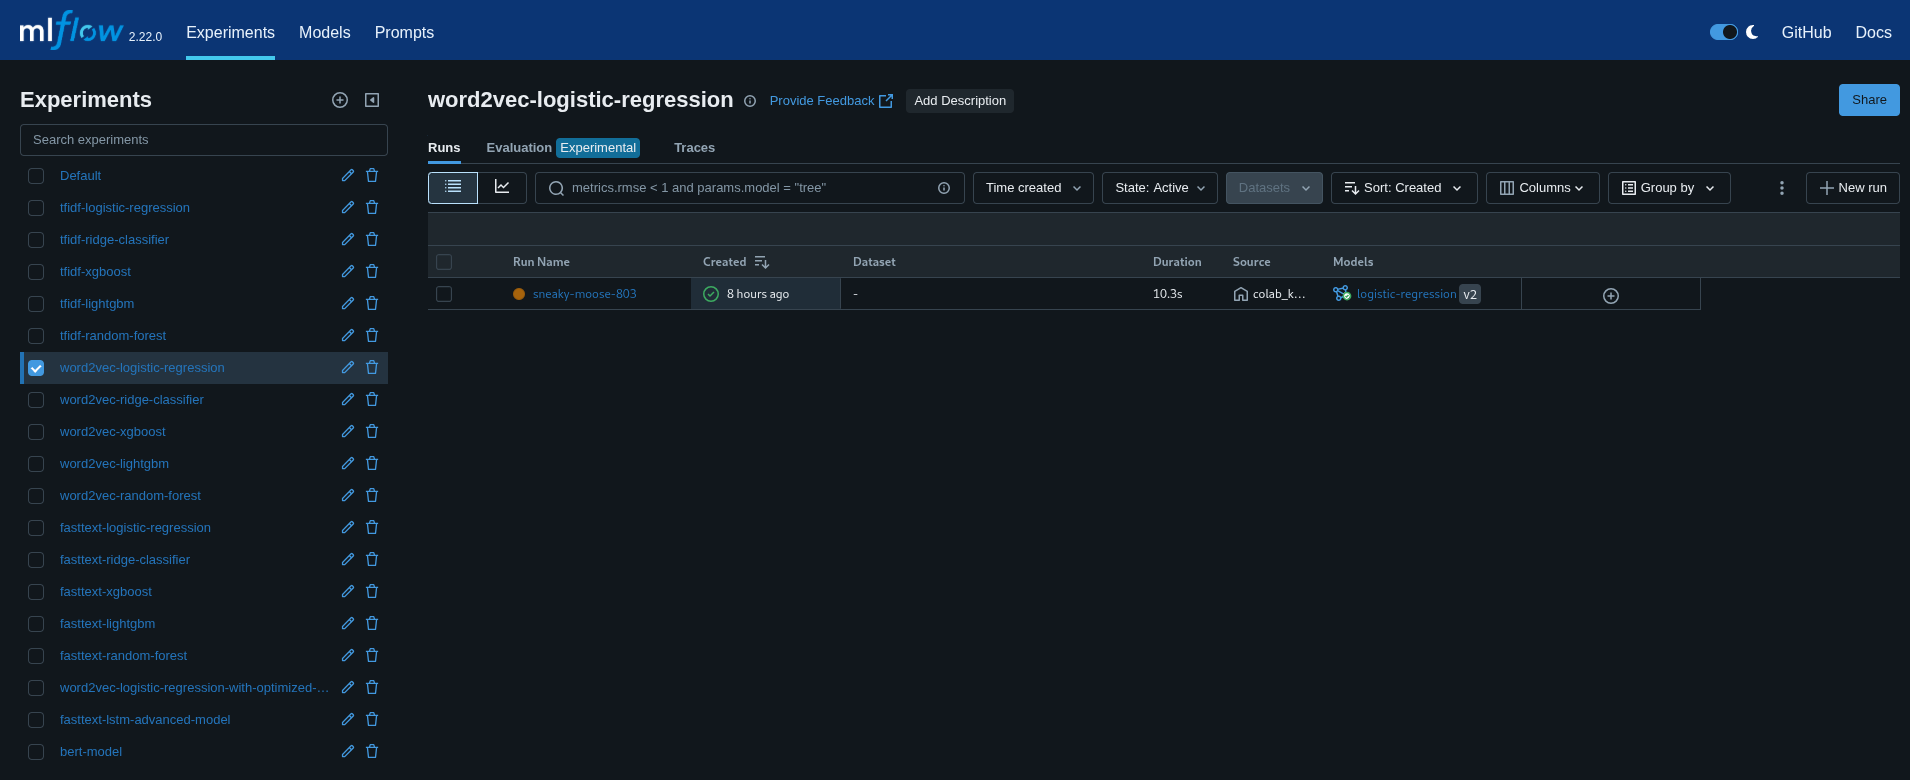 mlflow 2.22.0 Experiments Models Prompts GitHub Docs
Experiments
Search experiments
Default
tfidf-logistic-regression
tfidf-ridge-classifier
tfidf-xgboost
tfidf-lightgbm
tfidf-random-forest
word2vec-logistic-regression
word2vec-ridge-classifier
word2vec-xgboost
word2vec-lightgbm
word2vec-random-forest
fasttext-logistic-regression
fasttext-ridge-classifier
fasttext-xgboost
fasttext-lightgbm
fasttext-random-forest
word2vec-logistic-regression-with-optimized-...
fasttext-lstm-advanced-model
bert-model
word2vec-logistic-regression Provide Feedback Add Description Share
Runs Evaluation Experimental Traces
metrics.rmse < 1 and params.model = "tree" Time created State: Active Datasets Sort: Created Columns Group by New run
Run Name Created Dataset Duration Source Models
sneaky-moose-803 8 hours ago - 10.3s colab_k... logistic-regression v2